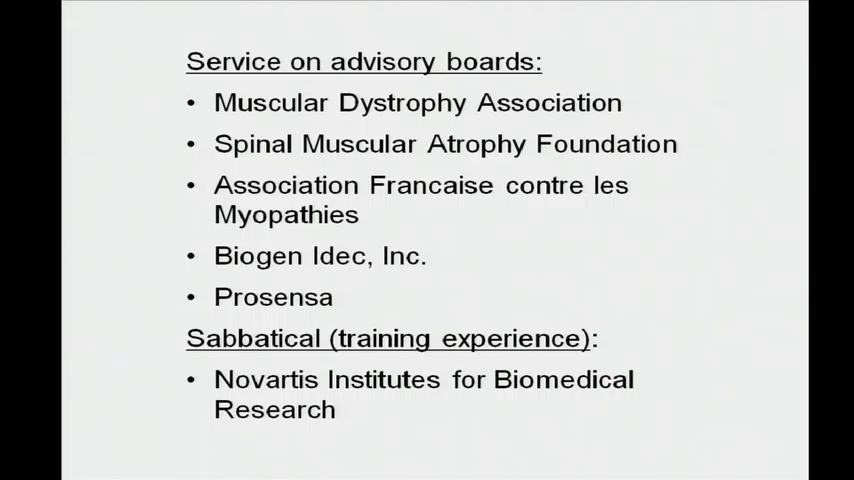 Service on advisory boards:
• Muscular Dystrophy Association
• Spinal Muscular Atrophy Foundation
• Association Francaise contre les
Myopathies
• Biogen Idec, Inc.
• Prosensa
Sabbatical (training experience):
• Novartis Institutes for Biomedical
Research